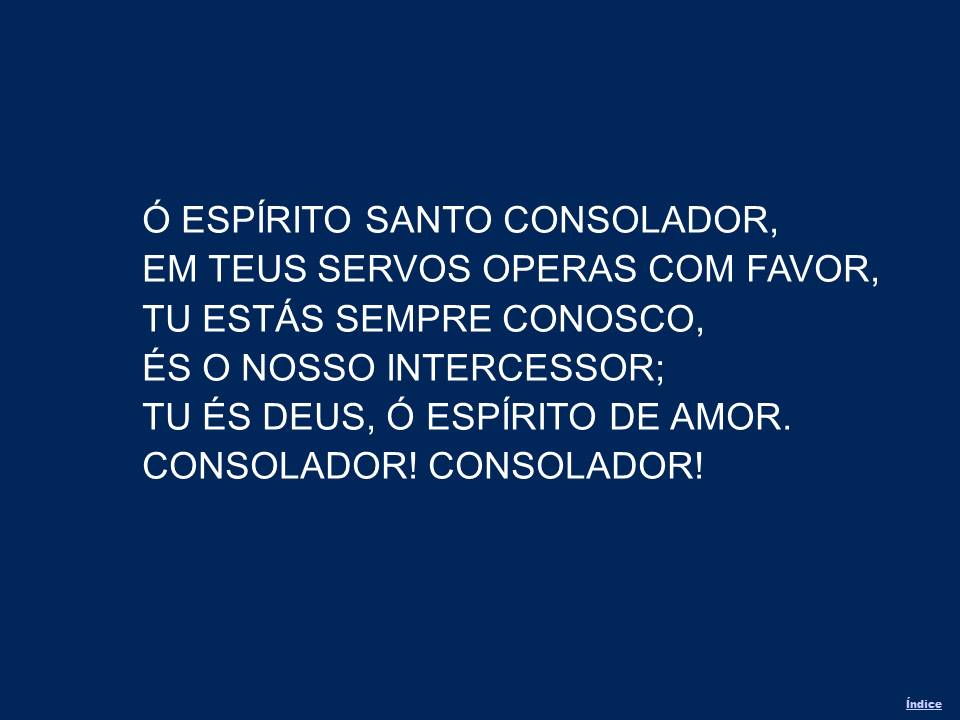 Ó ESPÍRITO SANTO CONSOLADOR,
EM TEUS SERVOS OPERAS COM FAVOR,
TU ESTÁS SEMPRE CONOSCO,
ÉS O NOSSO INTERCESSOR;
TU ÉS DEUS, Ó ESPÍRITO DE AMOR.
CONSOLADOR! CONSOLADOR!
Índice